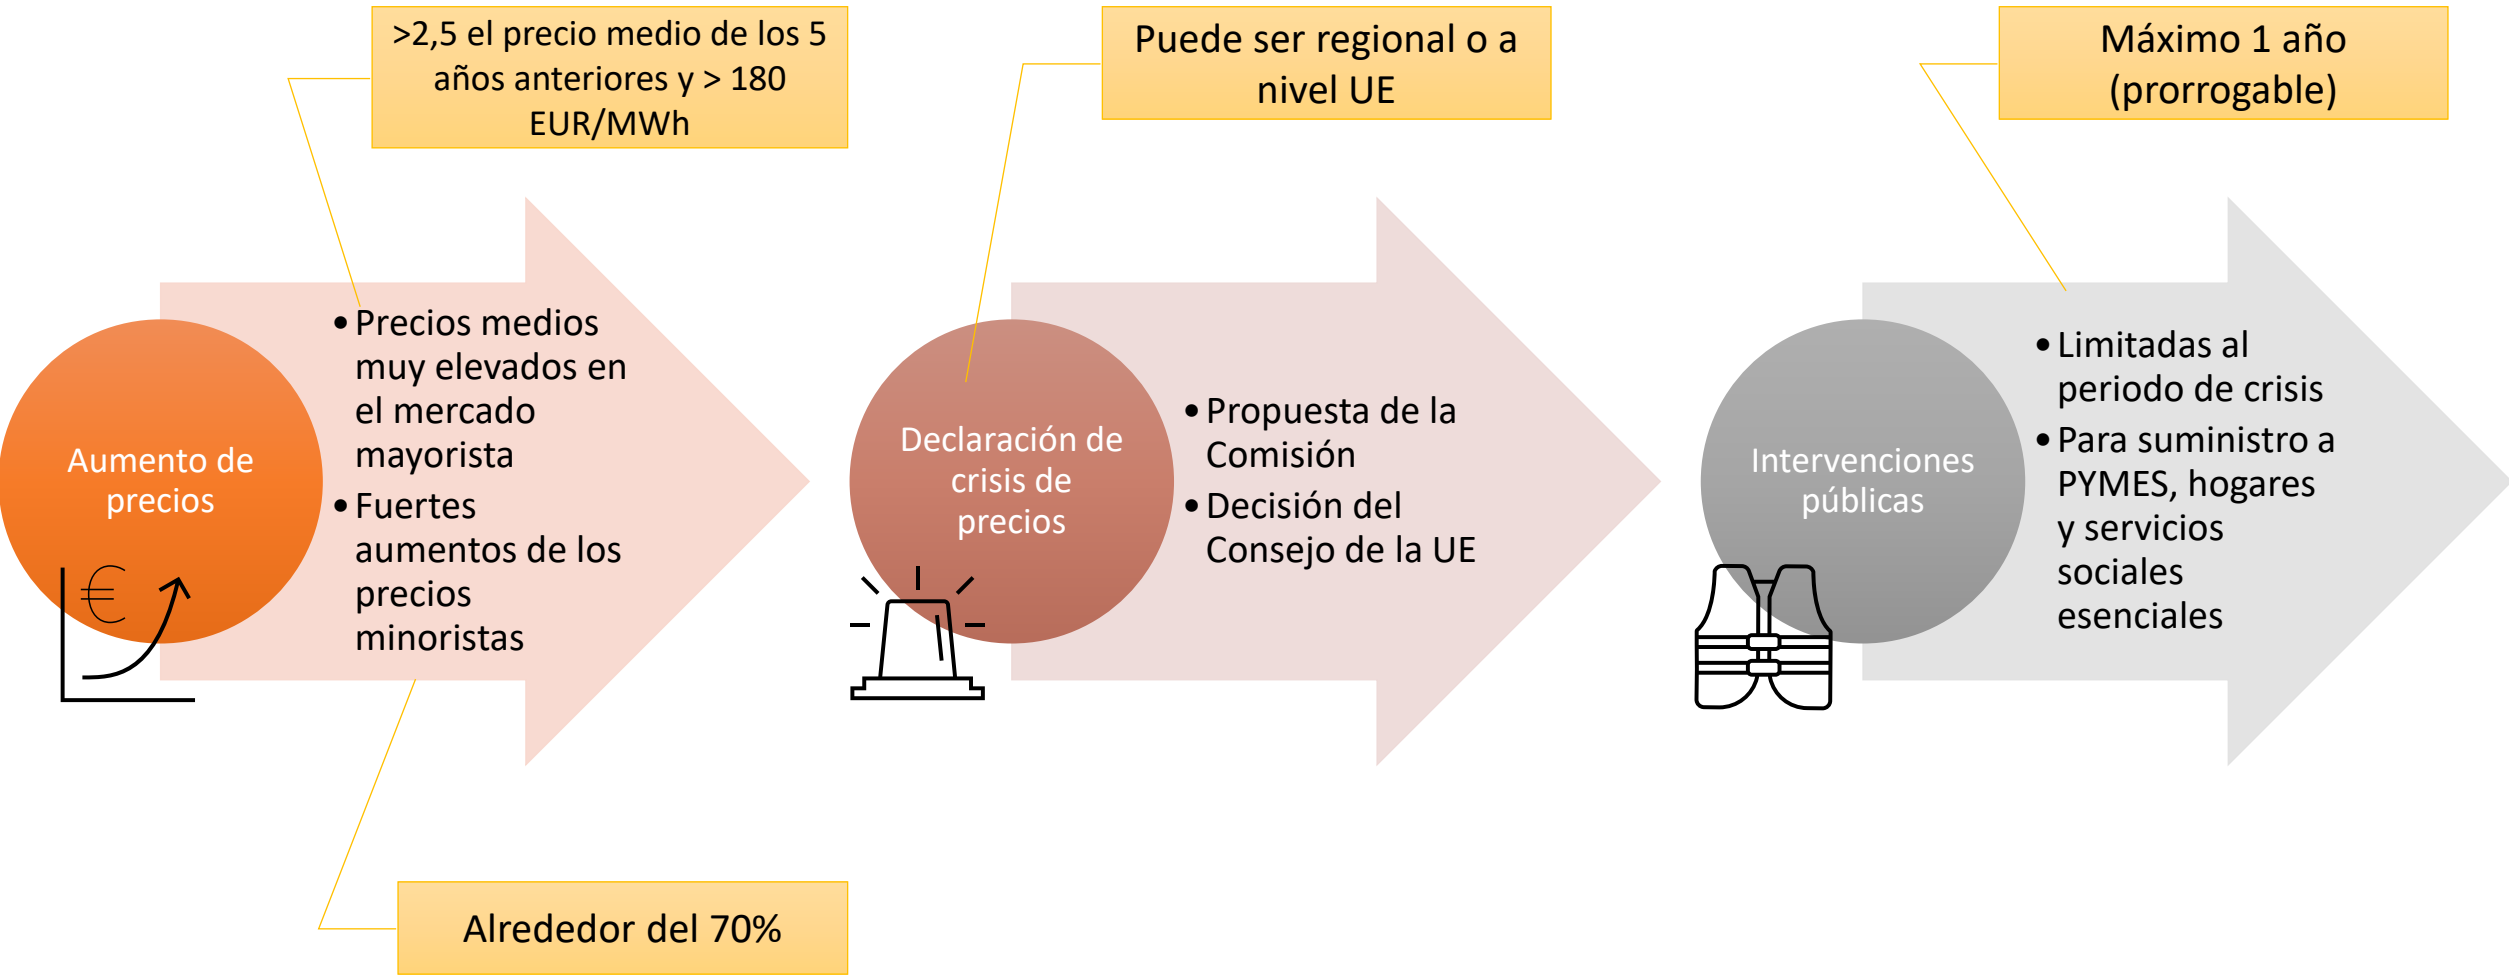 >2,5 el precio medio de los 5
años anteriores y > 180
EUR/MWh
Puede ser regional o a
nivel UE
Máximo 1 año
(prorrogable)
Aumento de
precios
€
•Precios medios
muy elevados en
el mercado
mayorista
•Fuertes
aumentos de los
precios
minoristas
Declaración de
crisis de
precios
•Propuesta de la
Comisión
•Decisión del
Consejo de la UE
Intervenciones
públicas
•Limitadas al
periodo de crisis
•Para suministro a
PYMES, hogares
y servicios
sociales
esenciales
Alrededor del 70%